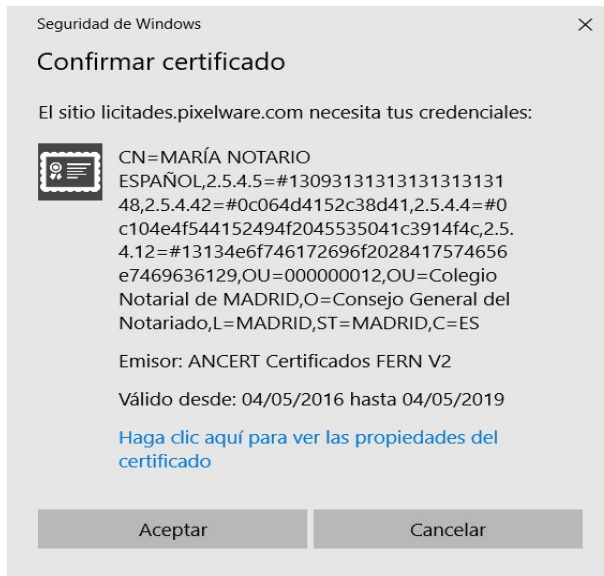 Seguridad de Windows
Confirmar certificado
El sitio licitades.pixelware.com necesita tus credenciales:
CN=MARÍA NOTARIO
ESPAÑOL,2.5.4.5=#13093131313131313131
48,2.5.4.42=#0c064d4152c38d41,2.5.4.4=#0
c104e4f544152494f2045535041c3914f4c,2.5.
4.12=#13134e6f746172696f2028417574656
e7469636129,OU=000000012,OU=Colegio
Notarial de MADRID,O=Consejo General del
Notariado,L=MADRID,ST=MADRID,C=ES
Emisor: ANCERT Certificados FERN V2
Válido desde: 04/05/2016 hasta 04/05/2019
Haga clic aquí para ver las propiedades del
certificado
Aceptar
Cancelar